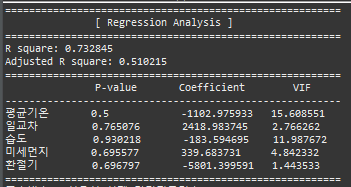 ==================================================
[ Regression Analysis ]
==================================================
R square: 0.732845
Adjusted R square: 0.510215
==================================================
P-value Coefficient VIF
--------------------------------------------------
평균기온 0.5 -1102.975933 15.608551
일교차 0.765076 2418.983745 2.766262
습도 0.930218 -183.594695 11.987672
미세먼지 0.695577 339.683731 4.842332
환절기 0.696797 -5801.399591 1.443533
==================================================